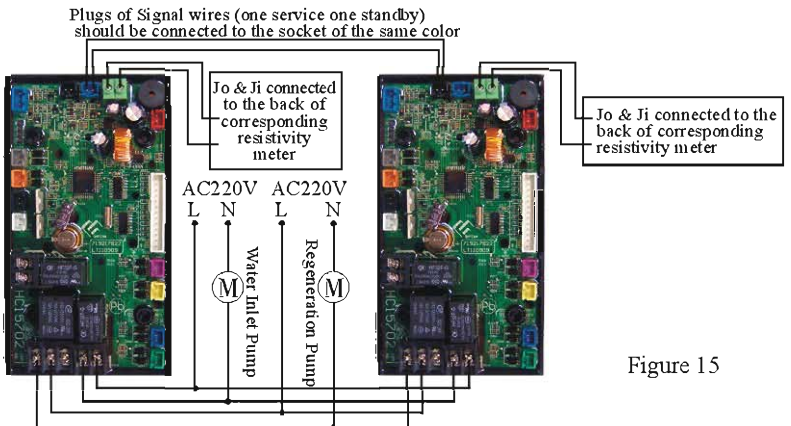 Plugs of Signal wires (one service one standby)
should be connected to the socket of the same color
Jo & Ji connected
to the back of
corresponding
resistivity
meter
Jo & Ji connected to the
back of corresponding
resistivity meter
AC220V AC220V
L N L N
M Water Inlet Pump
M Regeneration Pump
Figure 15